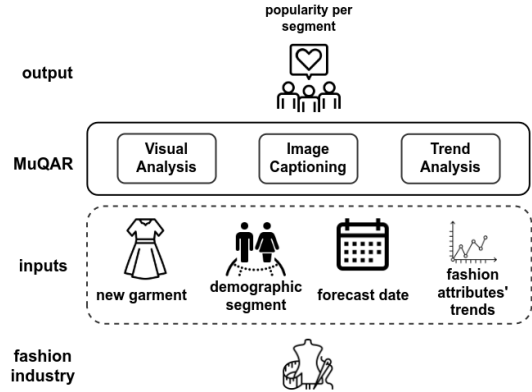 popularity per
segment
output
MuQAR
Visual
Analysis
Image
Captioning
Trend
Analysis
inputs
new garment
demographic
segment
forecast date
fashion
attributes'
trends
fashion
industry